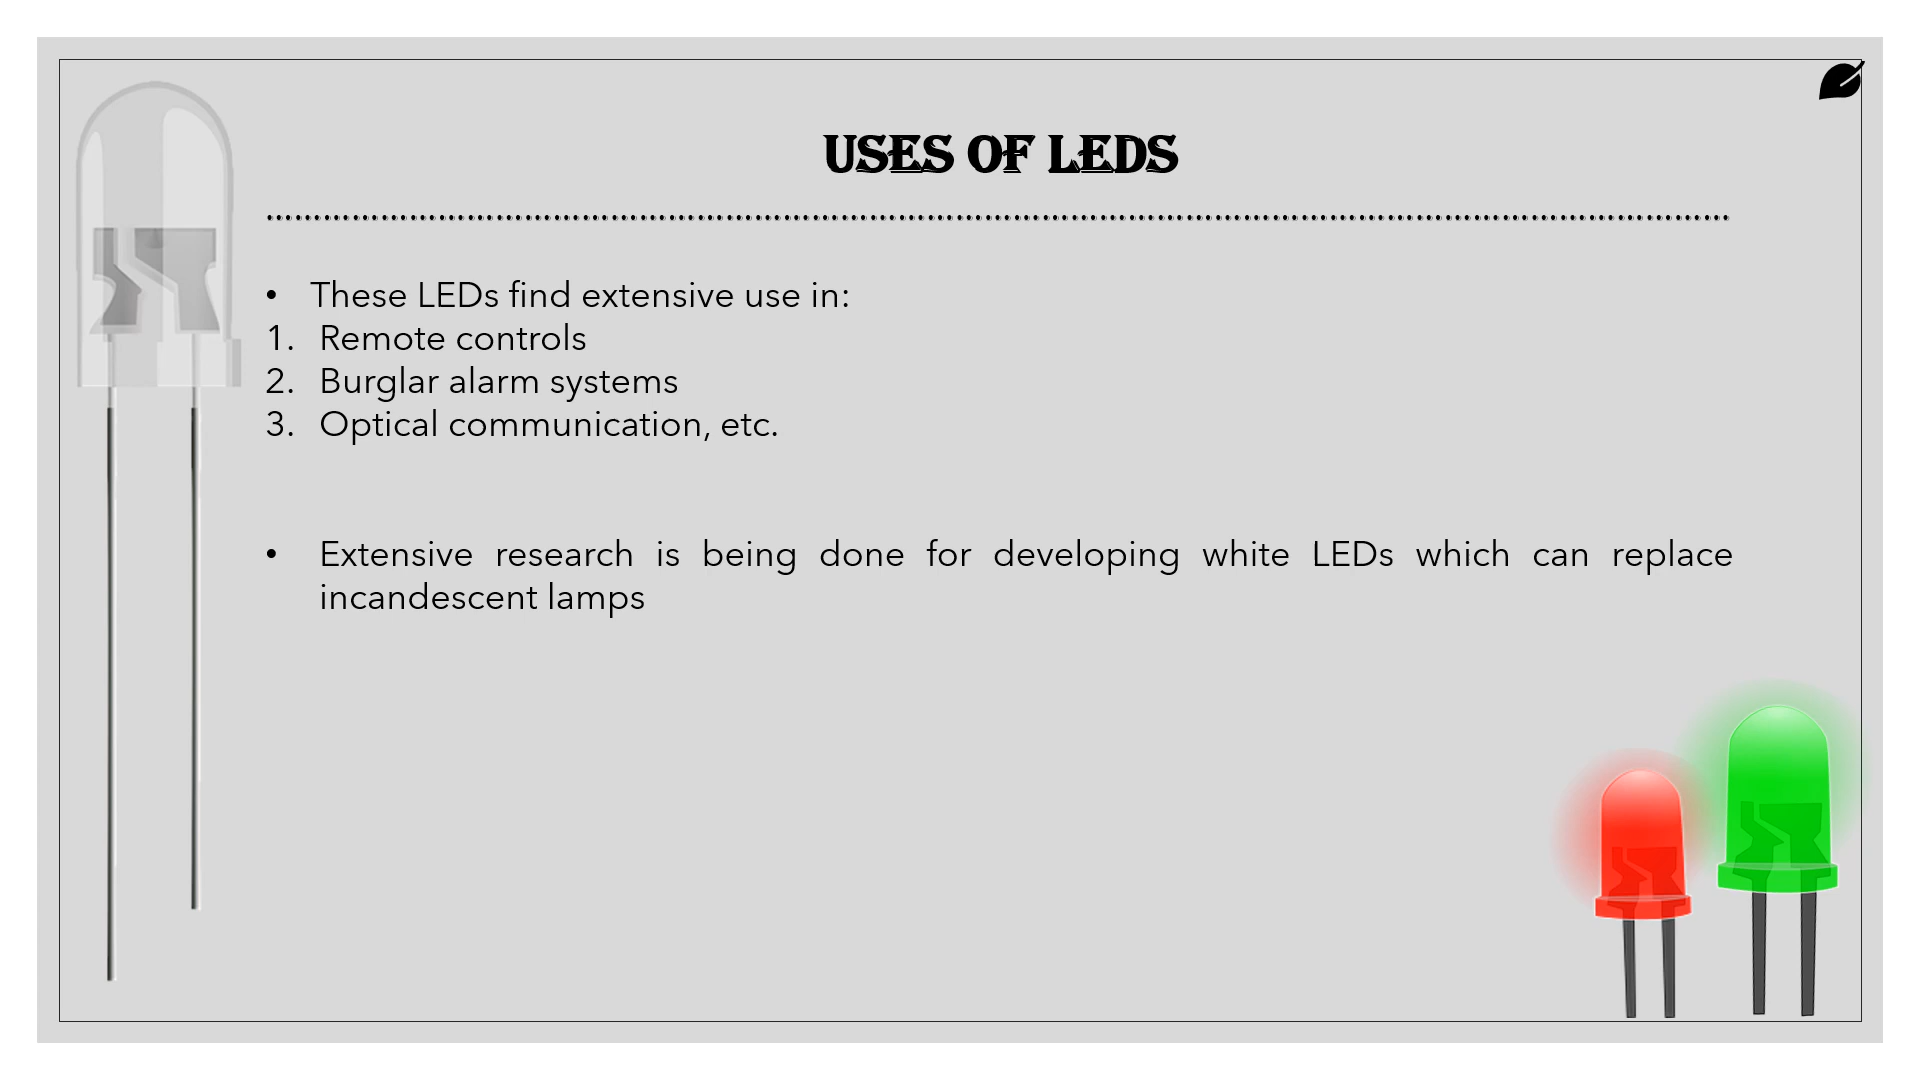 USES OF LEDS
• These LEDs find extensive use in:
1. Remote controls
2. Burglar alarm systems
3. Optical communication, etc.
• Extensive research is being done for developing white LEDs which can replace
incandescent lamps